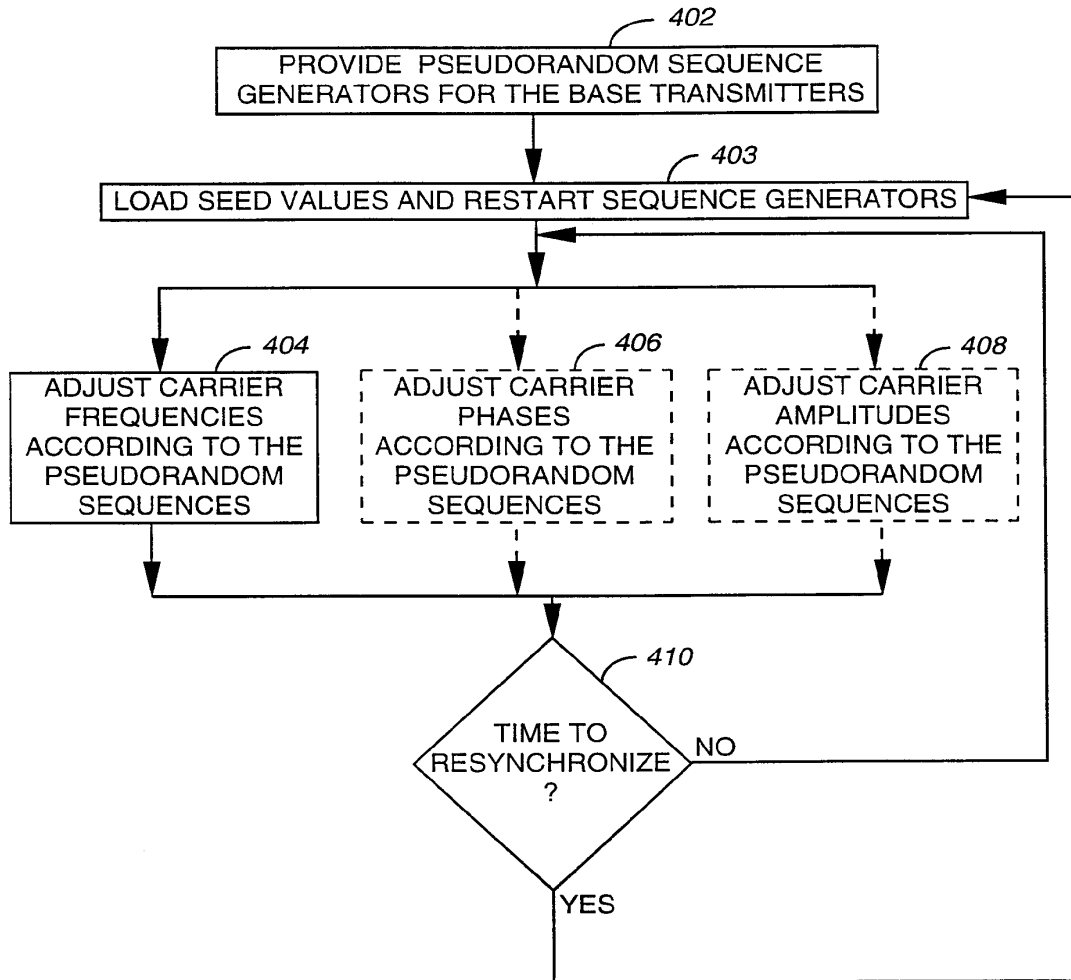 402
PROVIDE PSEUDORANDOM SEQUENCE
GENERATORS FOR THE BASE TRANSMITTERS
403
LOAD SEED VALUES AND RESTART SEQUENCE GENERATORS
404
ADJUST CARRIER
FREQUENCIES
ACCORDING TO THE
PSEUDORANDOM
SEQUENCES
406
ADJUST CARRIER
PHASES
ACCORDING TO THE
PSEUDORANDOM
SEQUENCES
408
ADJUST CARRIER
AMPLITUDES
ACCORDING TO THE
PSEUDORANDOM
SEQUENCES
410
TIME TO
RESYNCHRONIZE
?
NO
YES